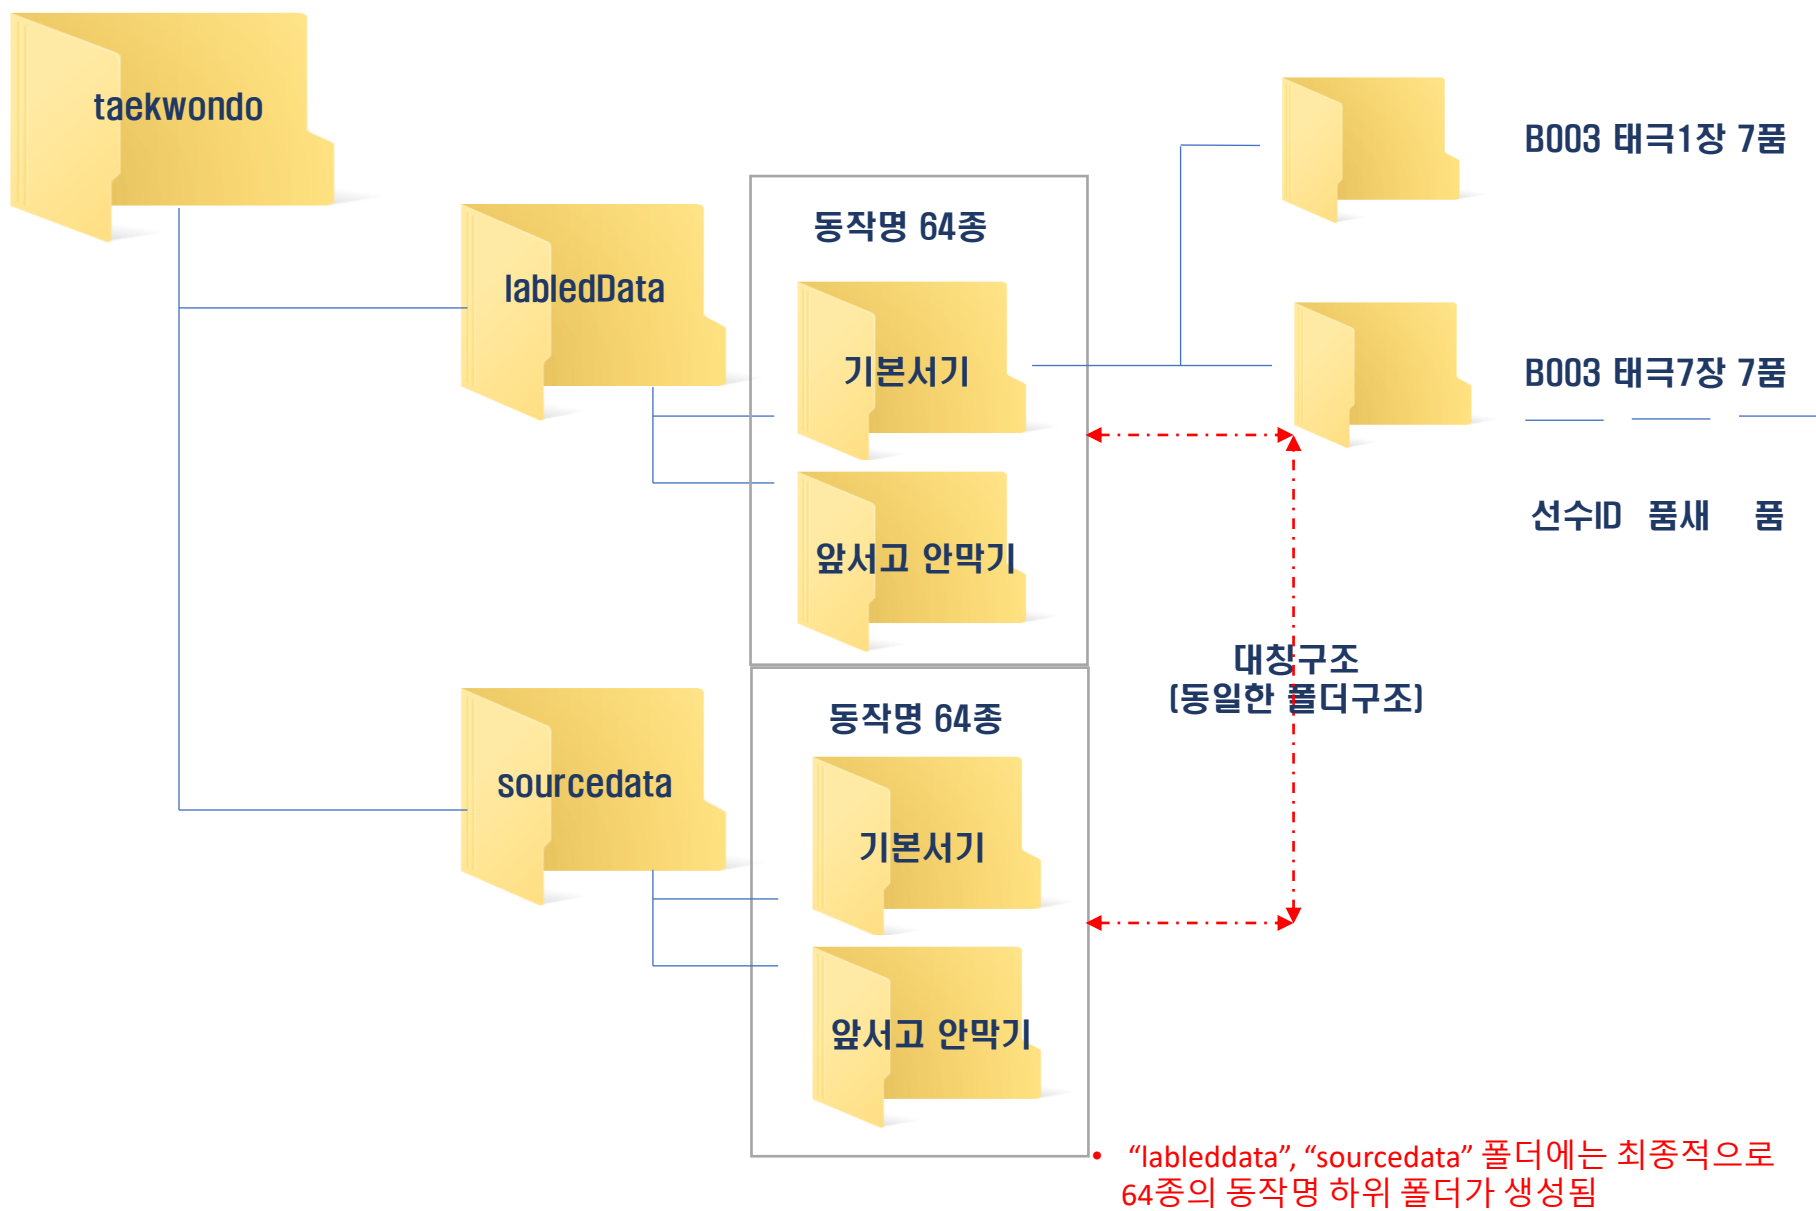 taekwondo
labledData
동작명 64종
기본서기
앞서고 안막기
B003 태극1장 7품
B003 태극7장 7품
선수ID 품새 품
대칭구조
(동일한 폴더구조)
sourcedata
동작명 64종
기본서기
앞서고 안막기
• “lableddata”, “sourcedata” 폴더에는 최종적으로
64종의 동작명 하위 폴더가 생성됨